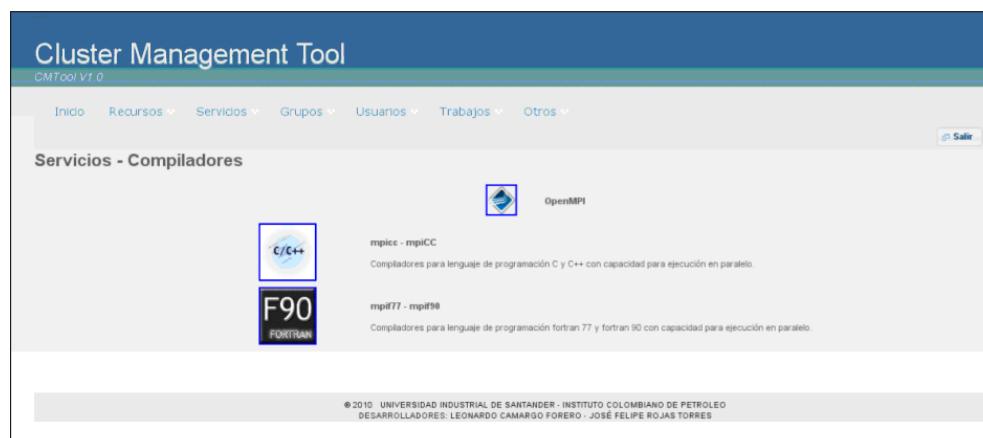 Cluster Management Tool
CMTool V1.0
Inicio Recursos Servicios Grupos Usuarios Trabajos Otros
Salir
Servicios - Compiladores
OpenMPI
C/C++
mpicc - mpiCC
Compiladores para lenguaje de programación C y C++ con capacidad para ejecución en paralelo.
F90
FORTRAN
mpif77 - mpif90
Compiladores para lenguaje de programación fortran 77 y fortran 90 con capacidad para ejecución en paralelo.
© 2010 UNIVERSIDAD INDUSTRIAL DE SANTANDER - INSTITUTO COLOMBIANO DE PETROLEO
DESARROLLADORES: LEONARDO CAMARGO FORERO - JOSÉ FELIPE ROJAS TORRES